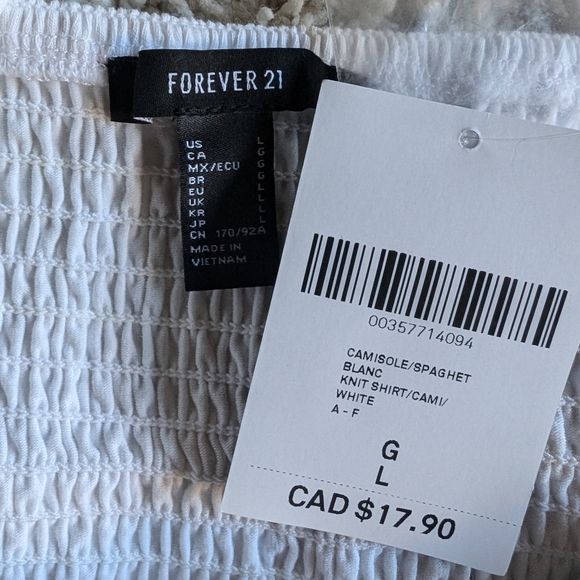 FOREVER 21
US L
CA G
MX/ECU G
BR G
EU L
UK L
KR L
JP L
CN 170/92A
MADE IN
VIETNAM
00357714094
CAMISOLE/SPAGHET
BLANC
KNIT SHIRT/CAMI/
WHITE
A - F
G
L
CAD $17.90